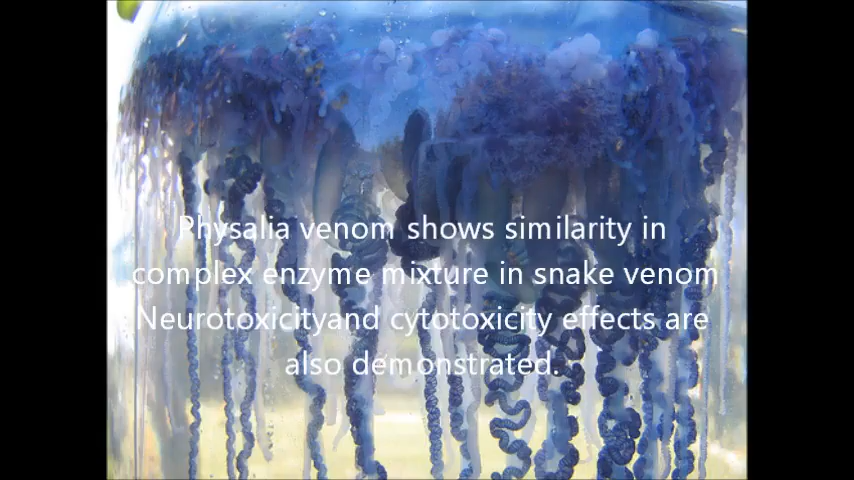 Physalia venom shows similarity in
complex enzyme mixture in snake venom
Neurotoxicityand cytotoxicity effects are
also demonstrated.